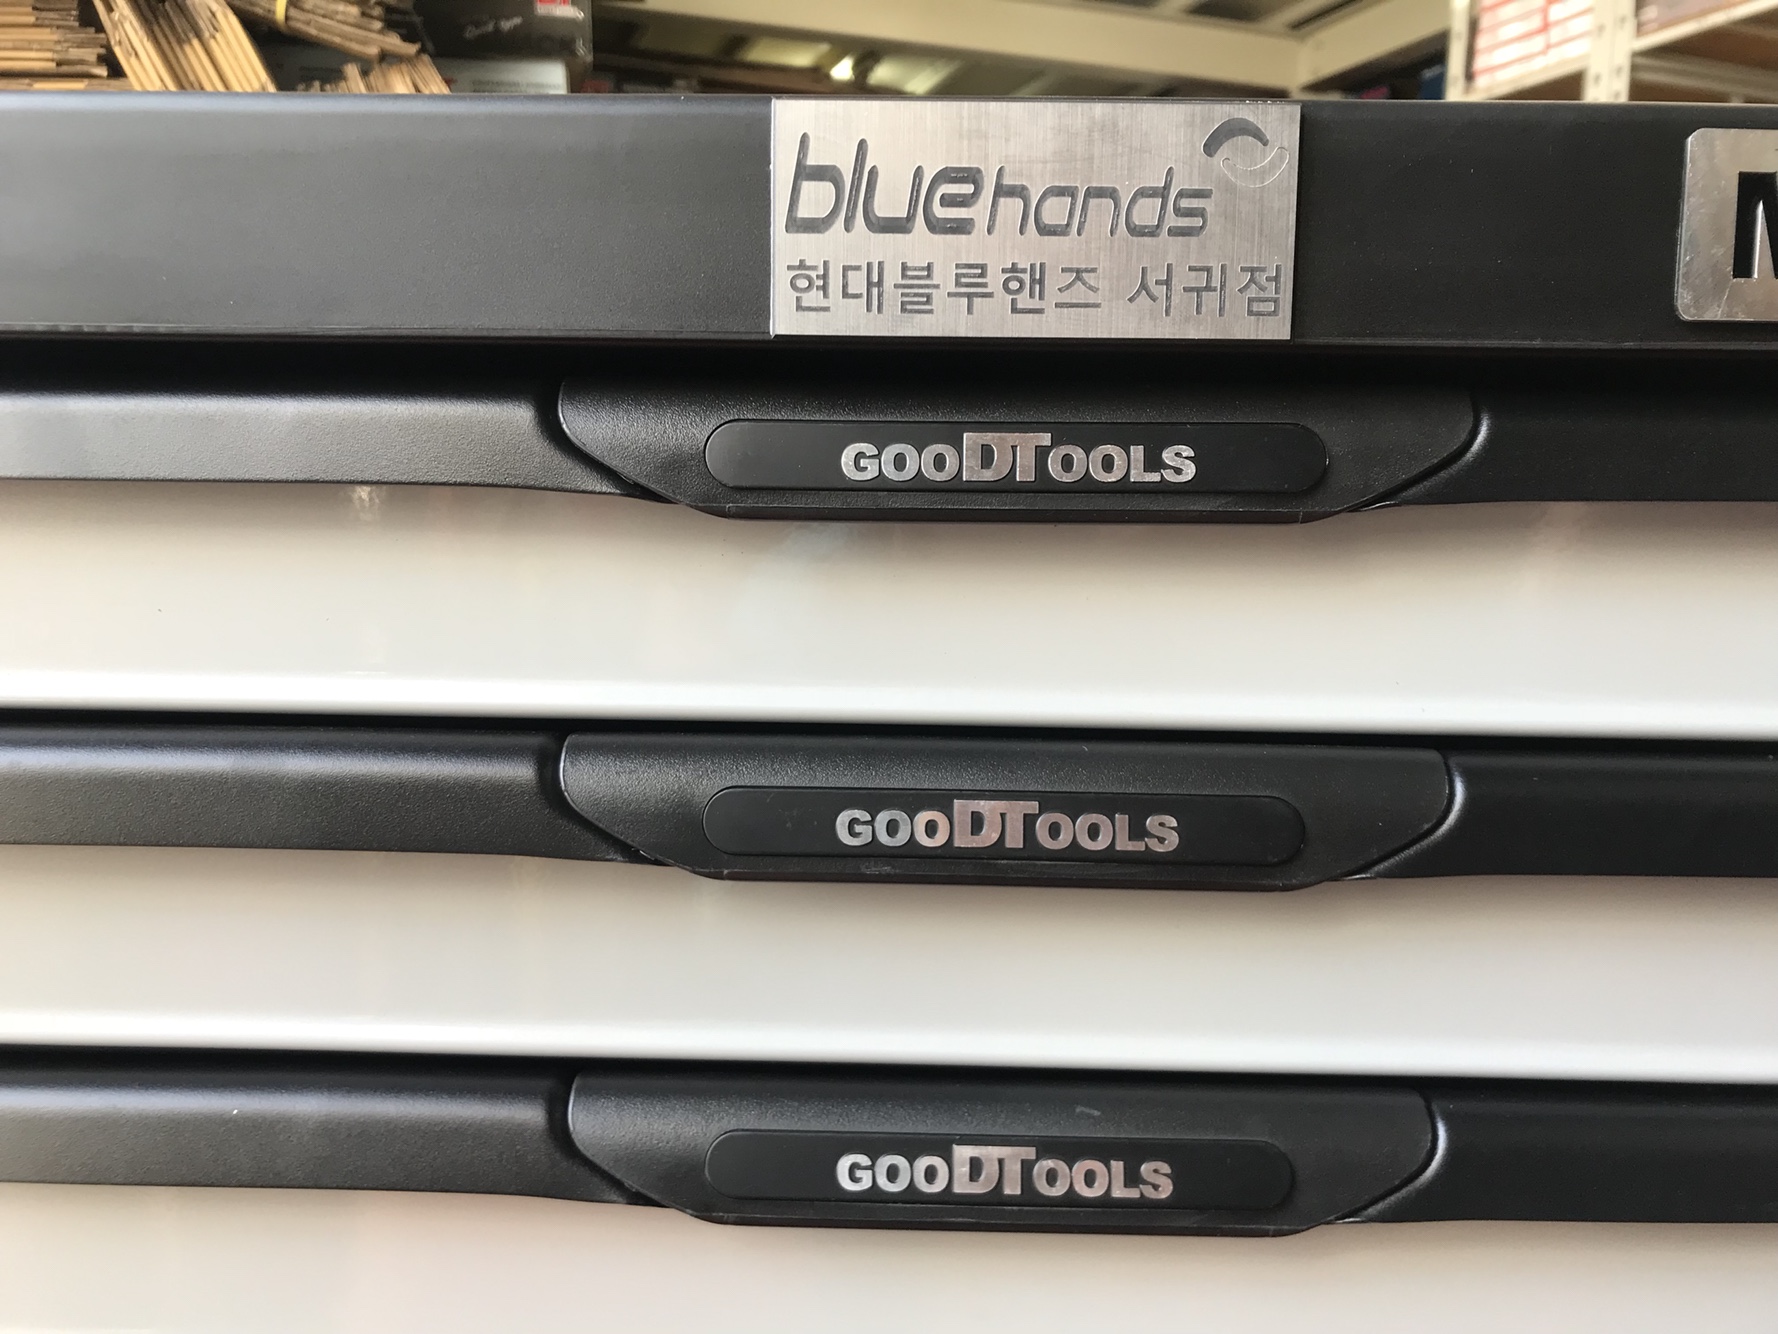 bluehands
현대블루핸즈 서귀점
M
GOODTOOLS
GOODTOOLS
GOODTOOLS